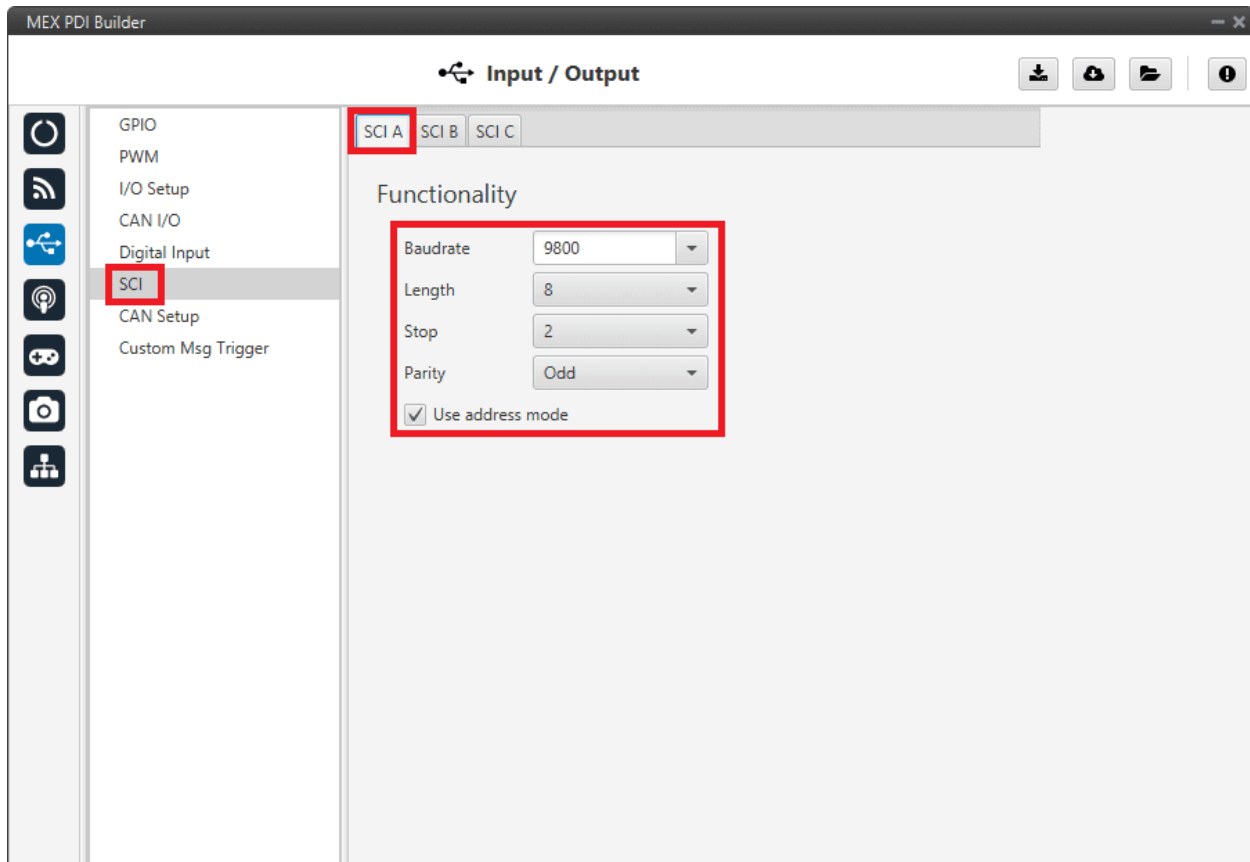 MEX PDI Builder
Input / Output
GPIO
PWM
I/O Setup
CAN I/O
Digital Input
SCI
CAN Setup
Custom Msg Trigger
SCI A SCI B SCI C
Functionality
Baudrate 9800
Length 8
Stop 2
Parity Odd
Use address mode